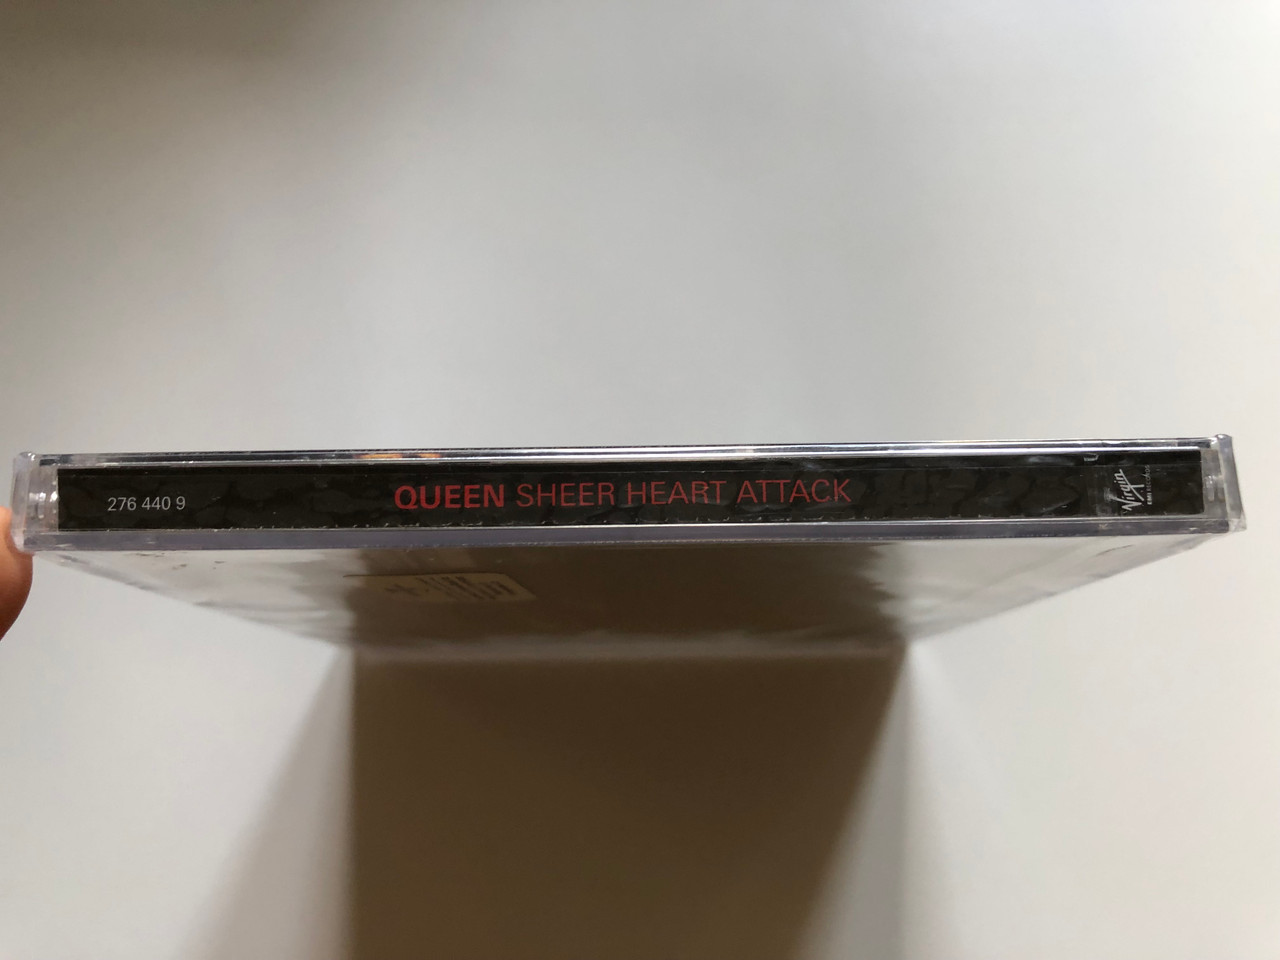 276 440 9
QUEEN SHEER HEART ATTACK
Virgin